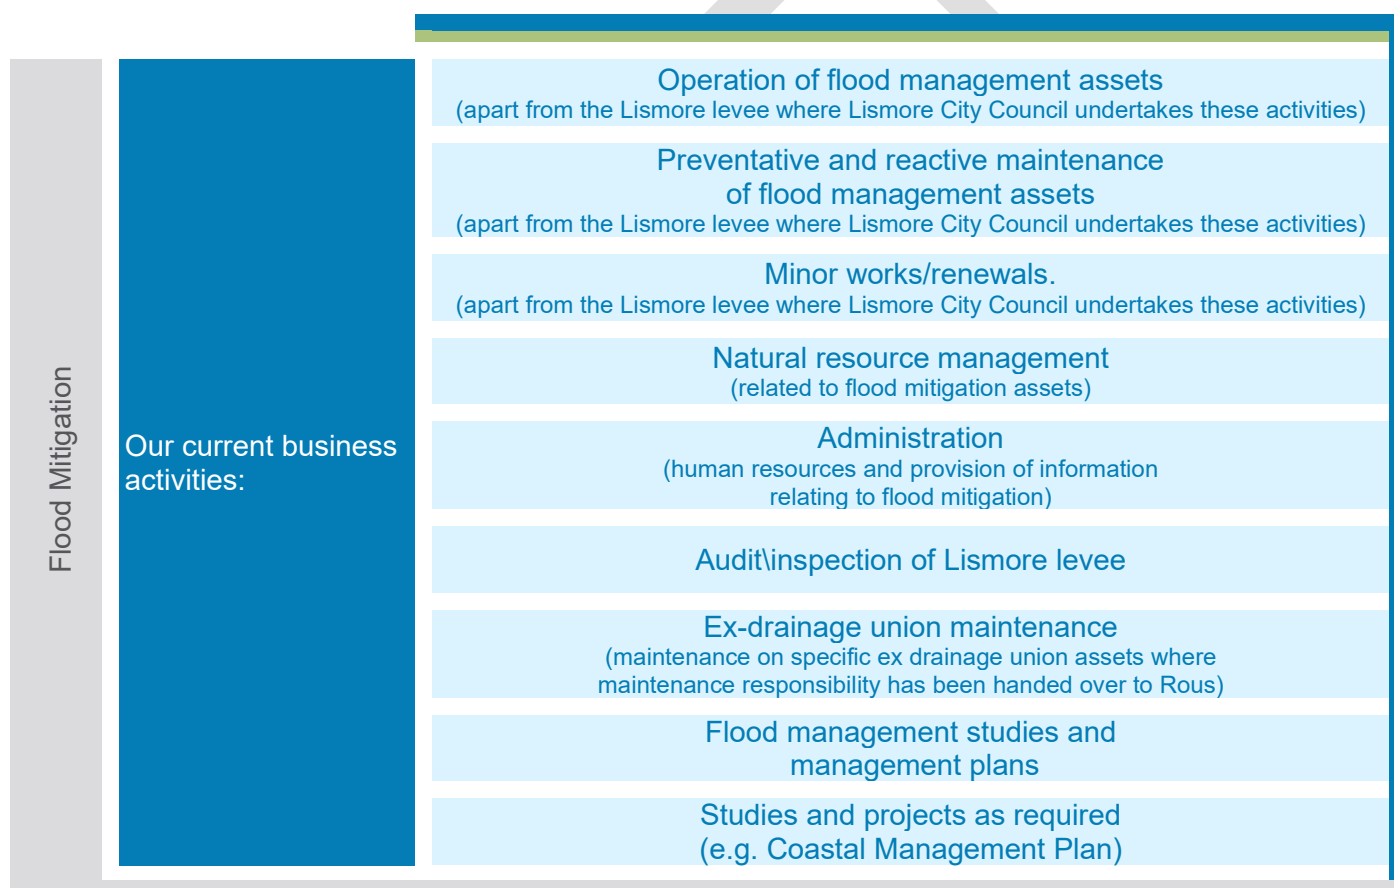 Flood Mitigation
Our current business
activities:
Operation of flood management assets
(apart from the Lismore levee where Lismore City Council undertakes these activities)
Preventative and reactive maintenance
of flood management assets
(apart from the Lismore levee where Lismore City Council undertakes these activities)
Minor works/renewals.
(apart from the Lismore levee where Lismore City Council undertakes these activities)
Natural resource management
(related to flood mitigation assets)
Administration
(human resources and provision of information
relating to flood mitigation)
Audit\inspection of Lismore levee
Ex-drainage union maintenance
(maintenance on specific ex drainage union assets where
maintenance responsibility has been handed over to Rous)
Flood management studies and
management plans
Studies and projects as required
(e.g. Coastal Management Plan)